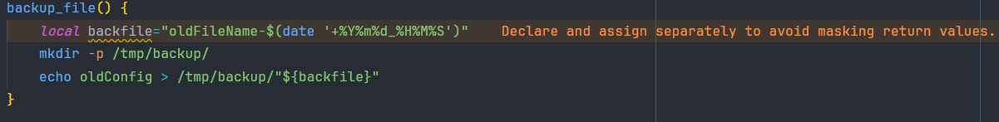 backup_file() {
    local backfile="oldFileName-$(date '+%Y%m%d_%H%M%S')"    Declare and assign separately to avoid masking return values.
    mkdir -p /tmp/backup/
    echo oldConfig > /tmp/backup/"${backfile}"
}